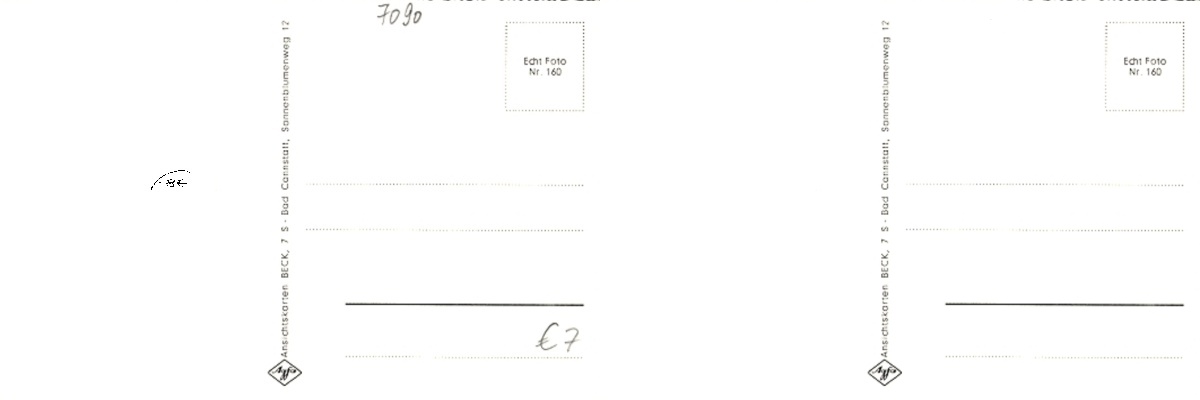 7090
Echt Foto
Nr. 160
Ansichtskarten BECK, 7 S - Bad Cannstatt, Sonnenblumenweg 12
€ 7
Agfa
Echt Foto
Nr. 160
Ansichtskarten BECK, 7 S - Bad Cannstatt, Sonnenblumenweg 12
Agfa